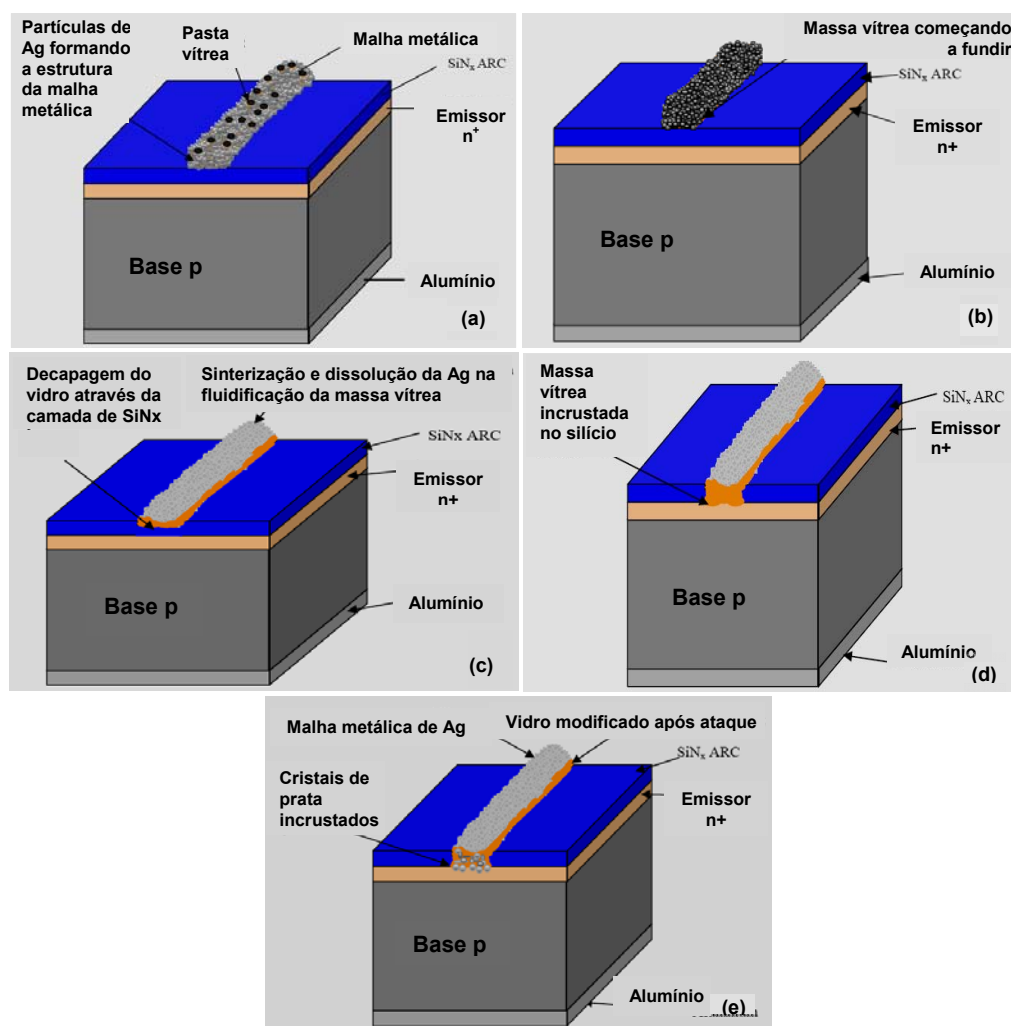 Partículas de
Ag formando
a estrutura
da malha
metálica
Pasta
vítrea
Malha metálica
SiNx ARC
Emissor
n+
Base p
Alumínio
(a)
Massa vítrea começando
a fundir
SiNx ARC
Emissor
n+
Base p
Alumínio
(b)
Decapagem do
vidro através da
camada de SiNx
Sinterização e dissolução da Ag na
fluidificação da massa vítrea
SiNx ARC
Emissor
n+
Base p
Alumínio
(c)
Massa
vítrea
incrustada
no silício
SiNx ARC
Emissor
n+
Base p
Alumínio
(d)
Malha metálica de Ag
Vidro modificado após ataque
SiNx ARC
Cristais de
prata
incrustados
Emissor
n+
Base p
Alumínio
(e)